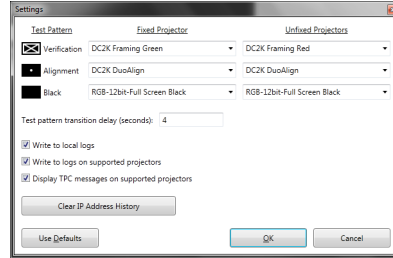 Settings
Test Pattern Fixed Projector Unfixed Projectors
Verification DC2K Framing Green DC2K Framing Red
Alignment DC2K DuoAlign DC2K DuoAlign
Black RGB-12bit-Full Screen Black RGB-12bit-Full Screen Black
Test pattern transition delay (seconds): 4
Write to local logs
Write to logs on supported projectors
Display TPC messages on supported projectors
Clear IP Address History
Use Defaults OK Cancel